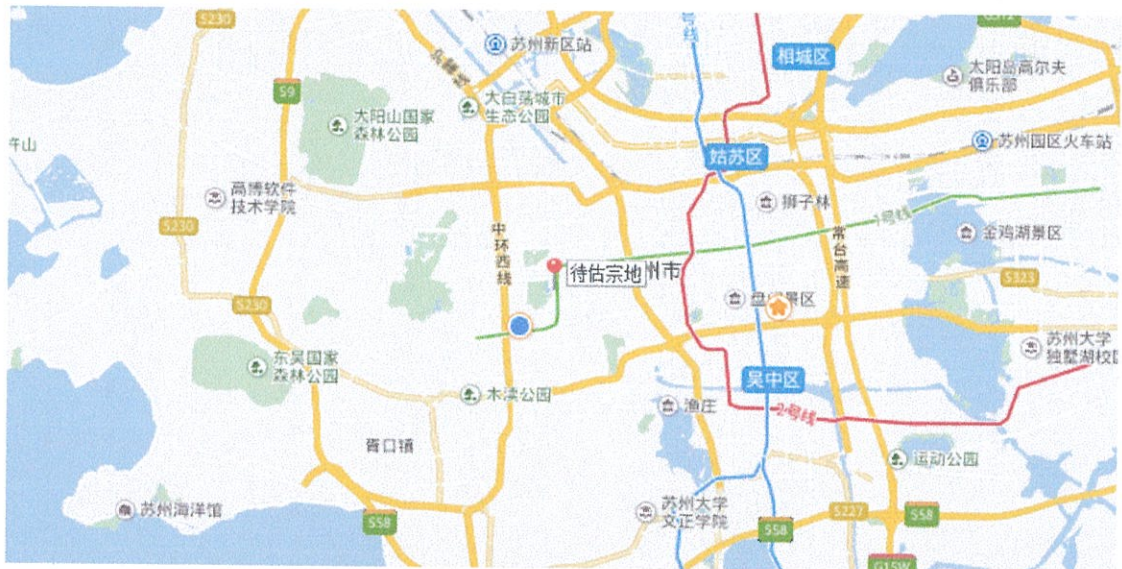 S230
号线
苏州新区站
相城区
太阳岛高尔夫
俱乐部
S9
大阳山国家
森林公园
大白荡城市
生态公园
苏州园区火车站
姑苏区
高博软件
技术学院
狮子林
1号线
S230
中环西线
常台高速
金鸡湖景区
待估宗地
州市
S323
S230
景区
苏州大学
独墅湖校区
东吴国家
森林公园
木渎公园
吴中区
渔庄
2号线
胥口镇
运动公园
苏州海洋馆
S58
苏州大学
文正学院
S58
S227
S58
G15W